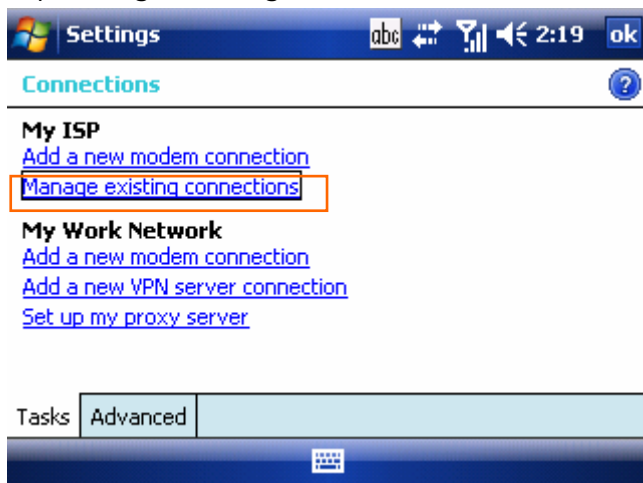 Settings abc 2:19 ok
Connections ?
My ISP
Add a new modem connection
Manage existing connections
My Work Network
Add a new modem connection
Add a new VPN server connection
Set up my proxy server
Tasks Advanced